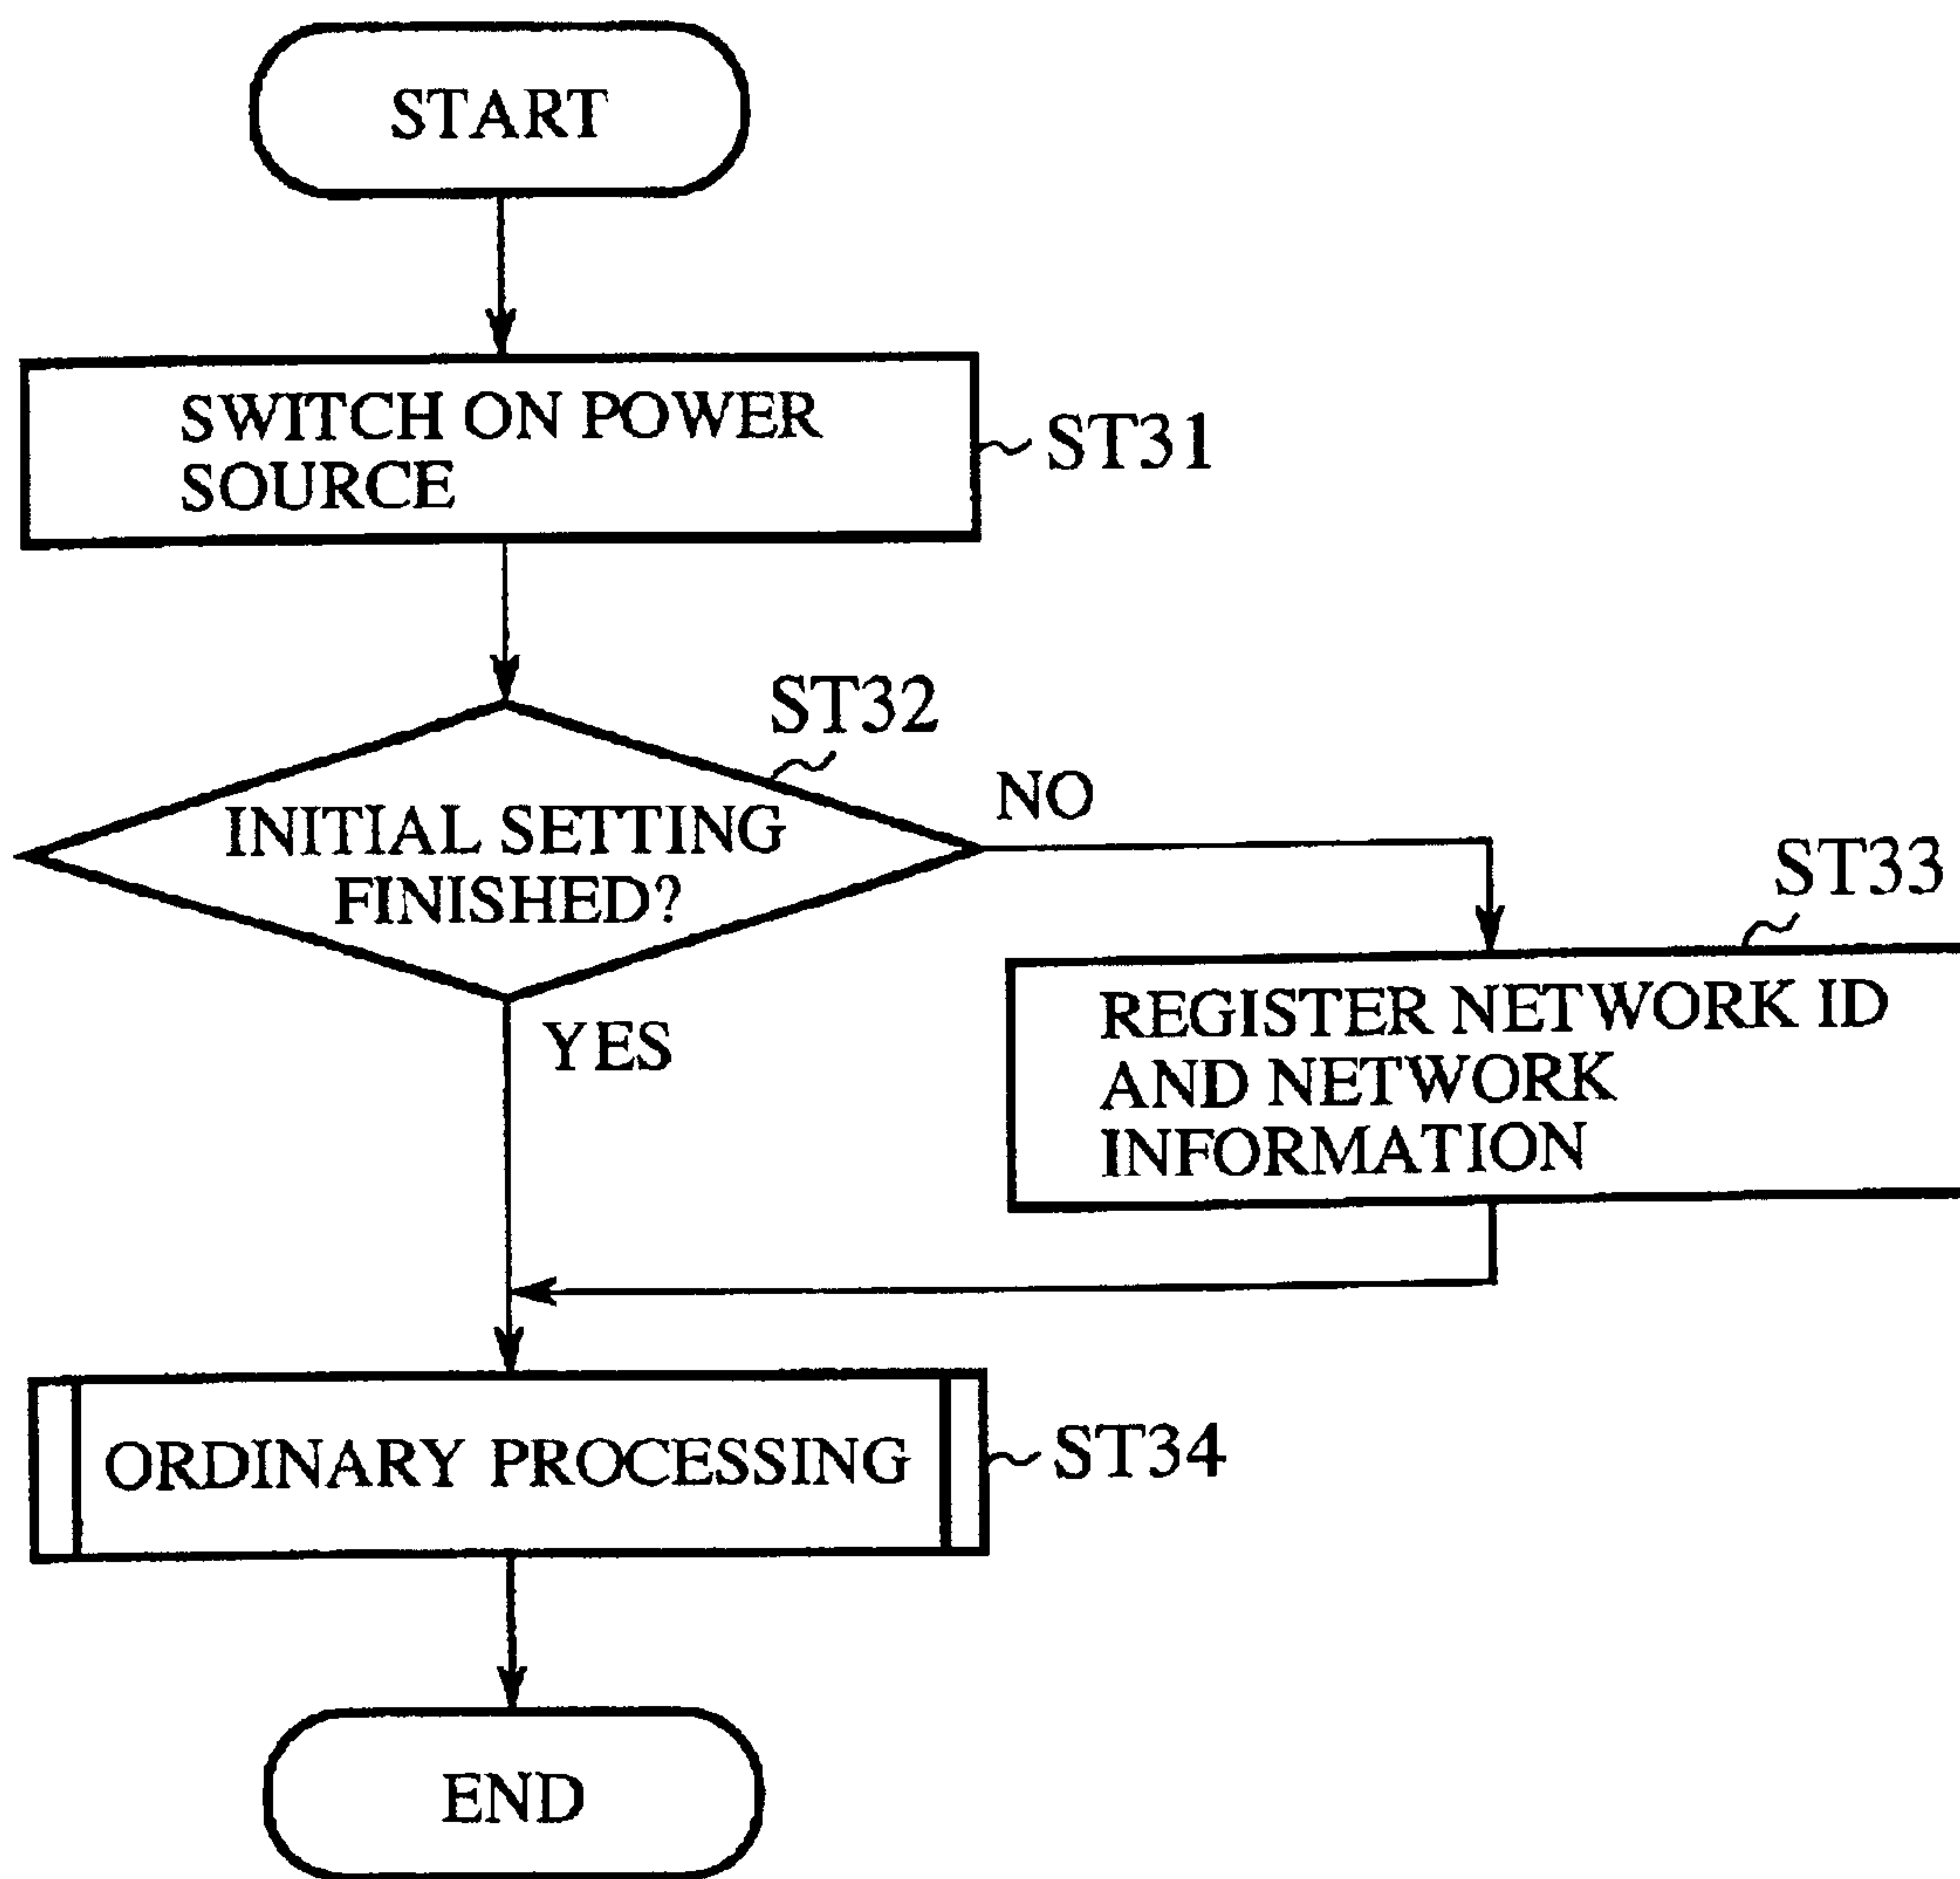 START
SWITCH ON POWER
SOURCE
ST31
ST32
INITIAL SETTING
FINISHED?
NO
YES
ST33
REGISTER NETWORK ID
AND NETWORK
INFORMATION
ORDINARY PROCESSING
ST34
END